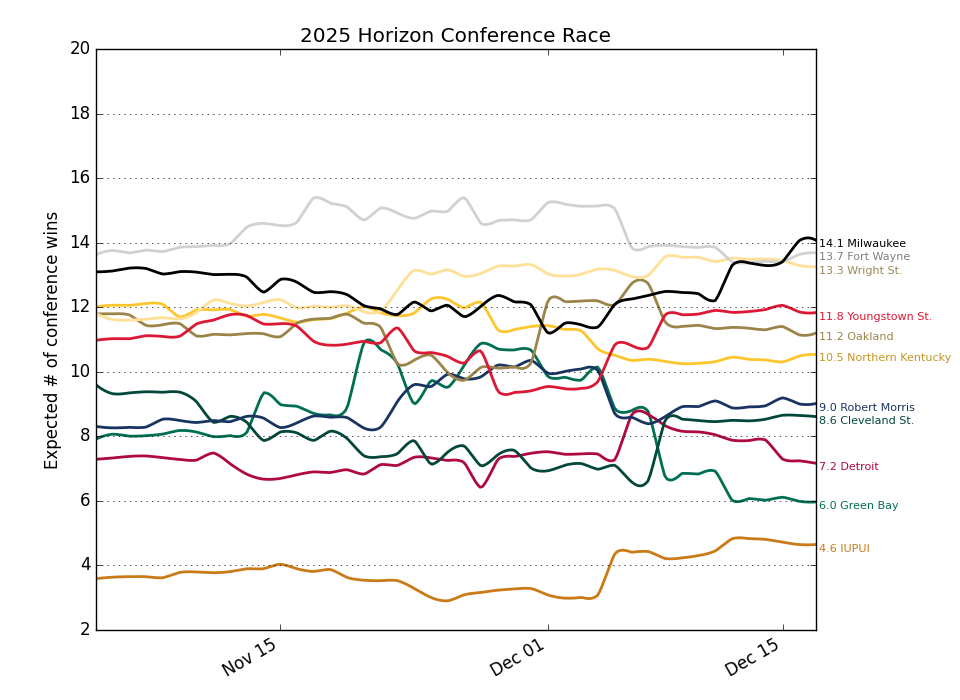 2025 Horizon Conference Race
Expected # of conference wins
20
18
16
14
12
10
8
6
4
2
14.1 Milwaukee
13.7 Fort Wayne
13.3 Wright St.
11.8 Youngstown St.
11.2 Oakland
10.5 Northern Kentucky
9.0 Robert Morris
8.6 Cleveland St.
7.2 Detroit
6.0 Green Bay
4.6 IUPUI
Nov 15
Dec 01
Dec 15